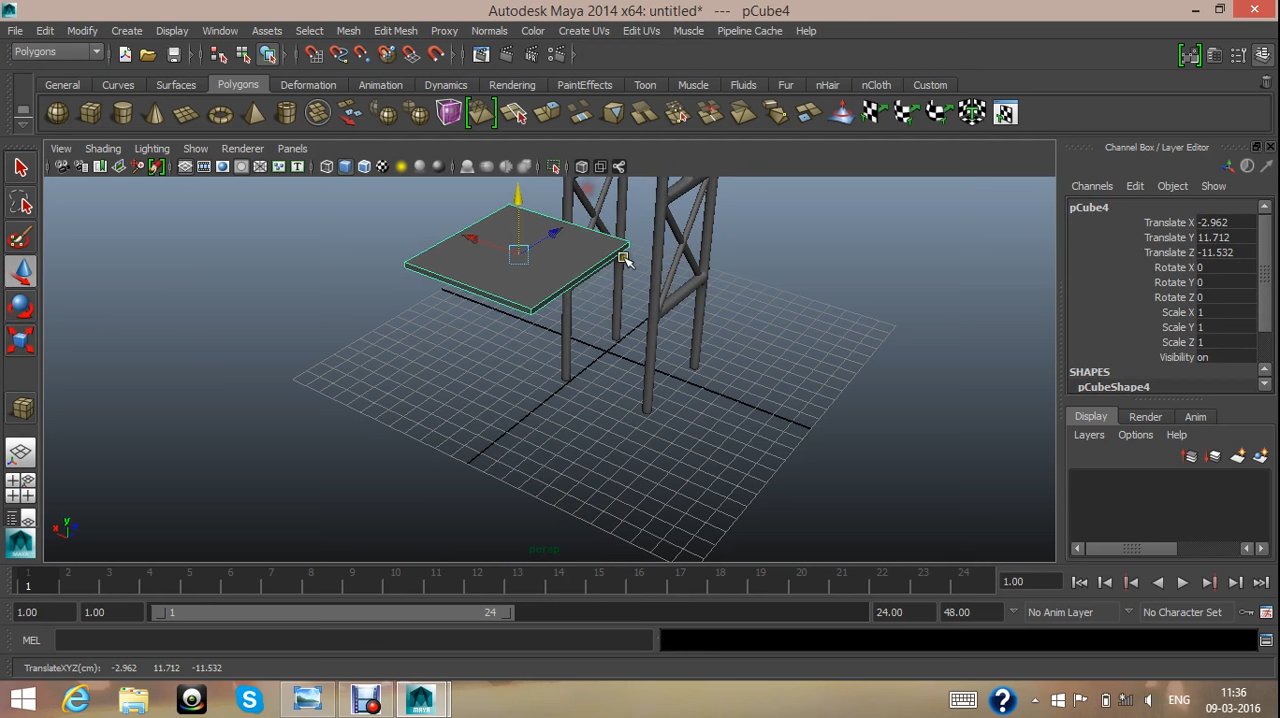 Autodesk Maya 2014 x64: untitled* --- pCube4
File Edit Modify Create Display Window Assets Select Mesh Edit Mesh Proxy Normals Color Create UVs Edit UVs Muscle Pipeline Cache Help
Polygons
General Curves Surfaces Polygons Deformation Animation Dynamics Rendering PaintEffects Toon Muscle Fluids Fur nHair nCloth Custom
View Shading Lighting Show Renderer Panels
Channel Box / Layer Editor
Channels Edit Object Show
pCube4
Translate X -2.962
Translate Y 11.712
Translate Z -11.532
Rotate X 0
Rotate Y 0
Rotate Z 0
Scale X 1
Scale Y 1
Scale Z 1
Visibility on
SHAPES
pCubeShape4
Display Render Anim
Layers Options Help
y
x z
persp
1 2 3 4 5 6 7 8 9 10 11 12 13 14 15 16 17 18 19 20 21 22 23 24
1 1.00
1.00 1.00 1 24 24.00 48.00 No Anim Layer No Character Set
MEL
TranslateXYZ(cm): -2.962 11.712 -11.532
MAYA
ENG
11:36
09-03-2016